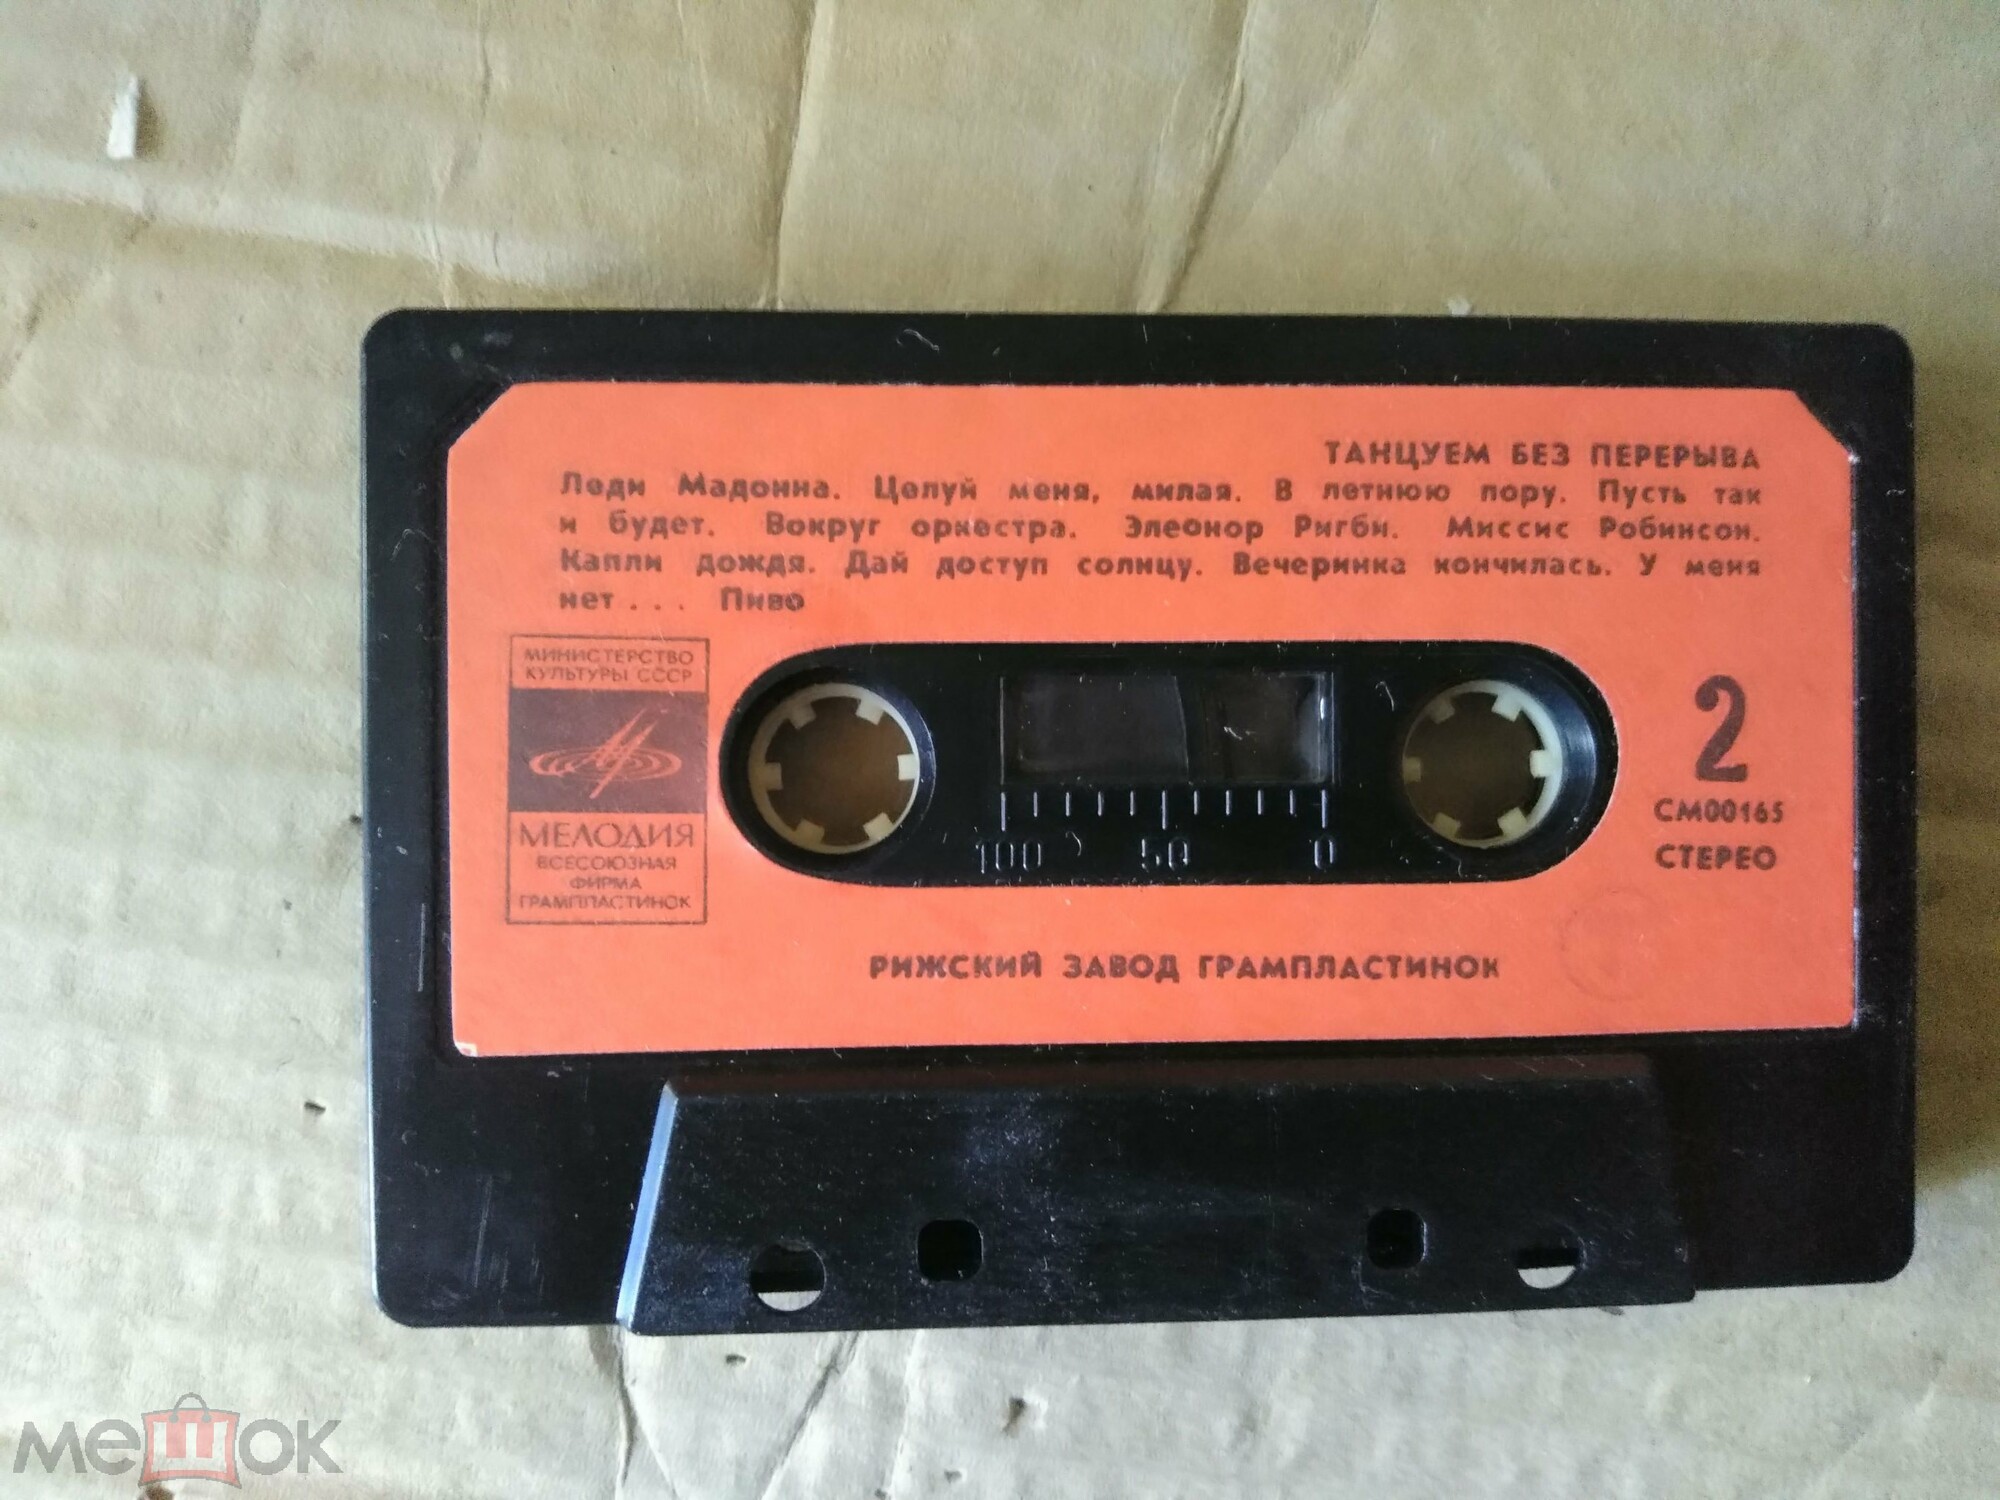 ТАНЦУЕМ БЕЗ ПЕРЕРЫВА
Леди Мадонна. Целуй меня, милая. В летнюю пору. Пусть так
и будет. Вокруг оркестра. Элеонор Ригби. Миссис Робинсон.
Капли дождя. Дай доступ солнцу. Вечеринка кончилась. У меня
нет . . . Пиво
МИНИСТЕРСТВО
КУЛЬТУРЫ СССР
МЕЛОДИЯ
ВСЕСОЮЗНАЯ
ФИРМА
ГРАМПЛАСТИНОК
100 50 0
2
СМ00165
СТЕРЕО
РИЖСКИЙ ЗАВОД ГРАМПЛАСТИНОК
мешок